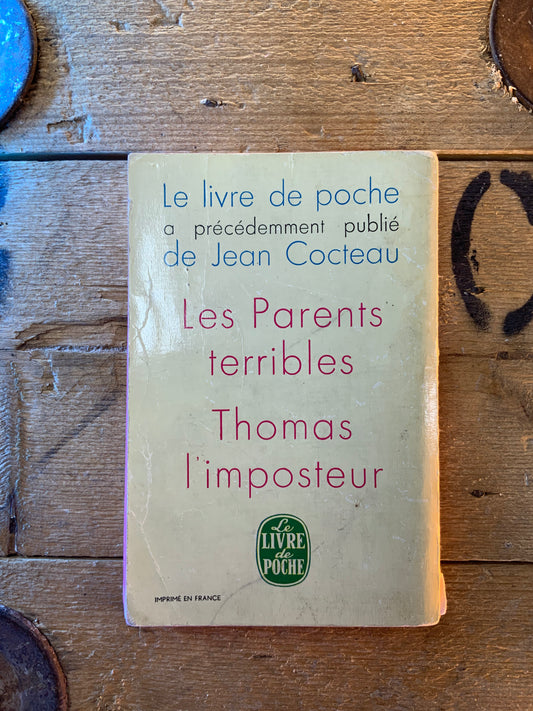 Le livre de poche
a précédemment publié
de Jean Cocteau
Les Parents
terribles
Thomas
l'imposteur
Le
LIVRE
de
POCHE
IMPRIMÉ EN FRANCE